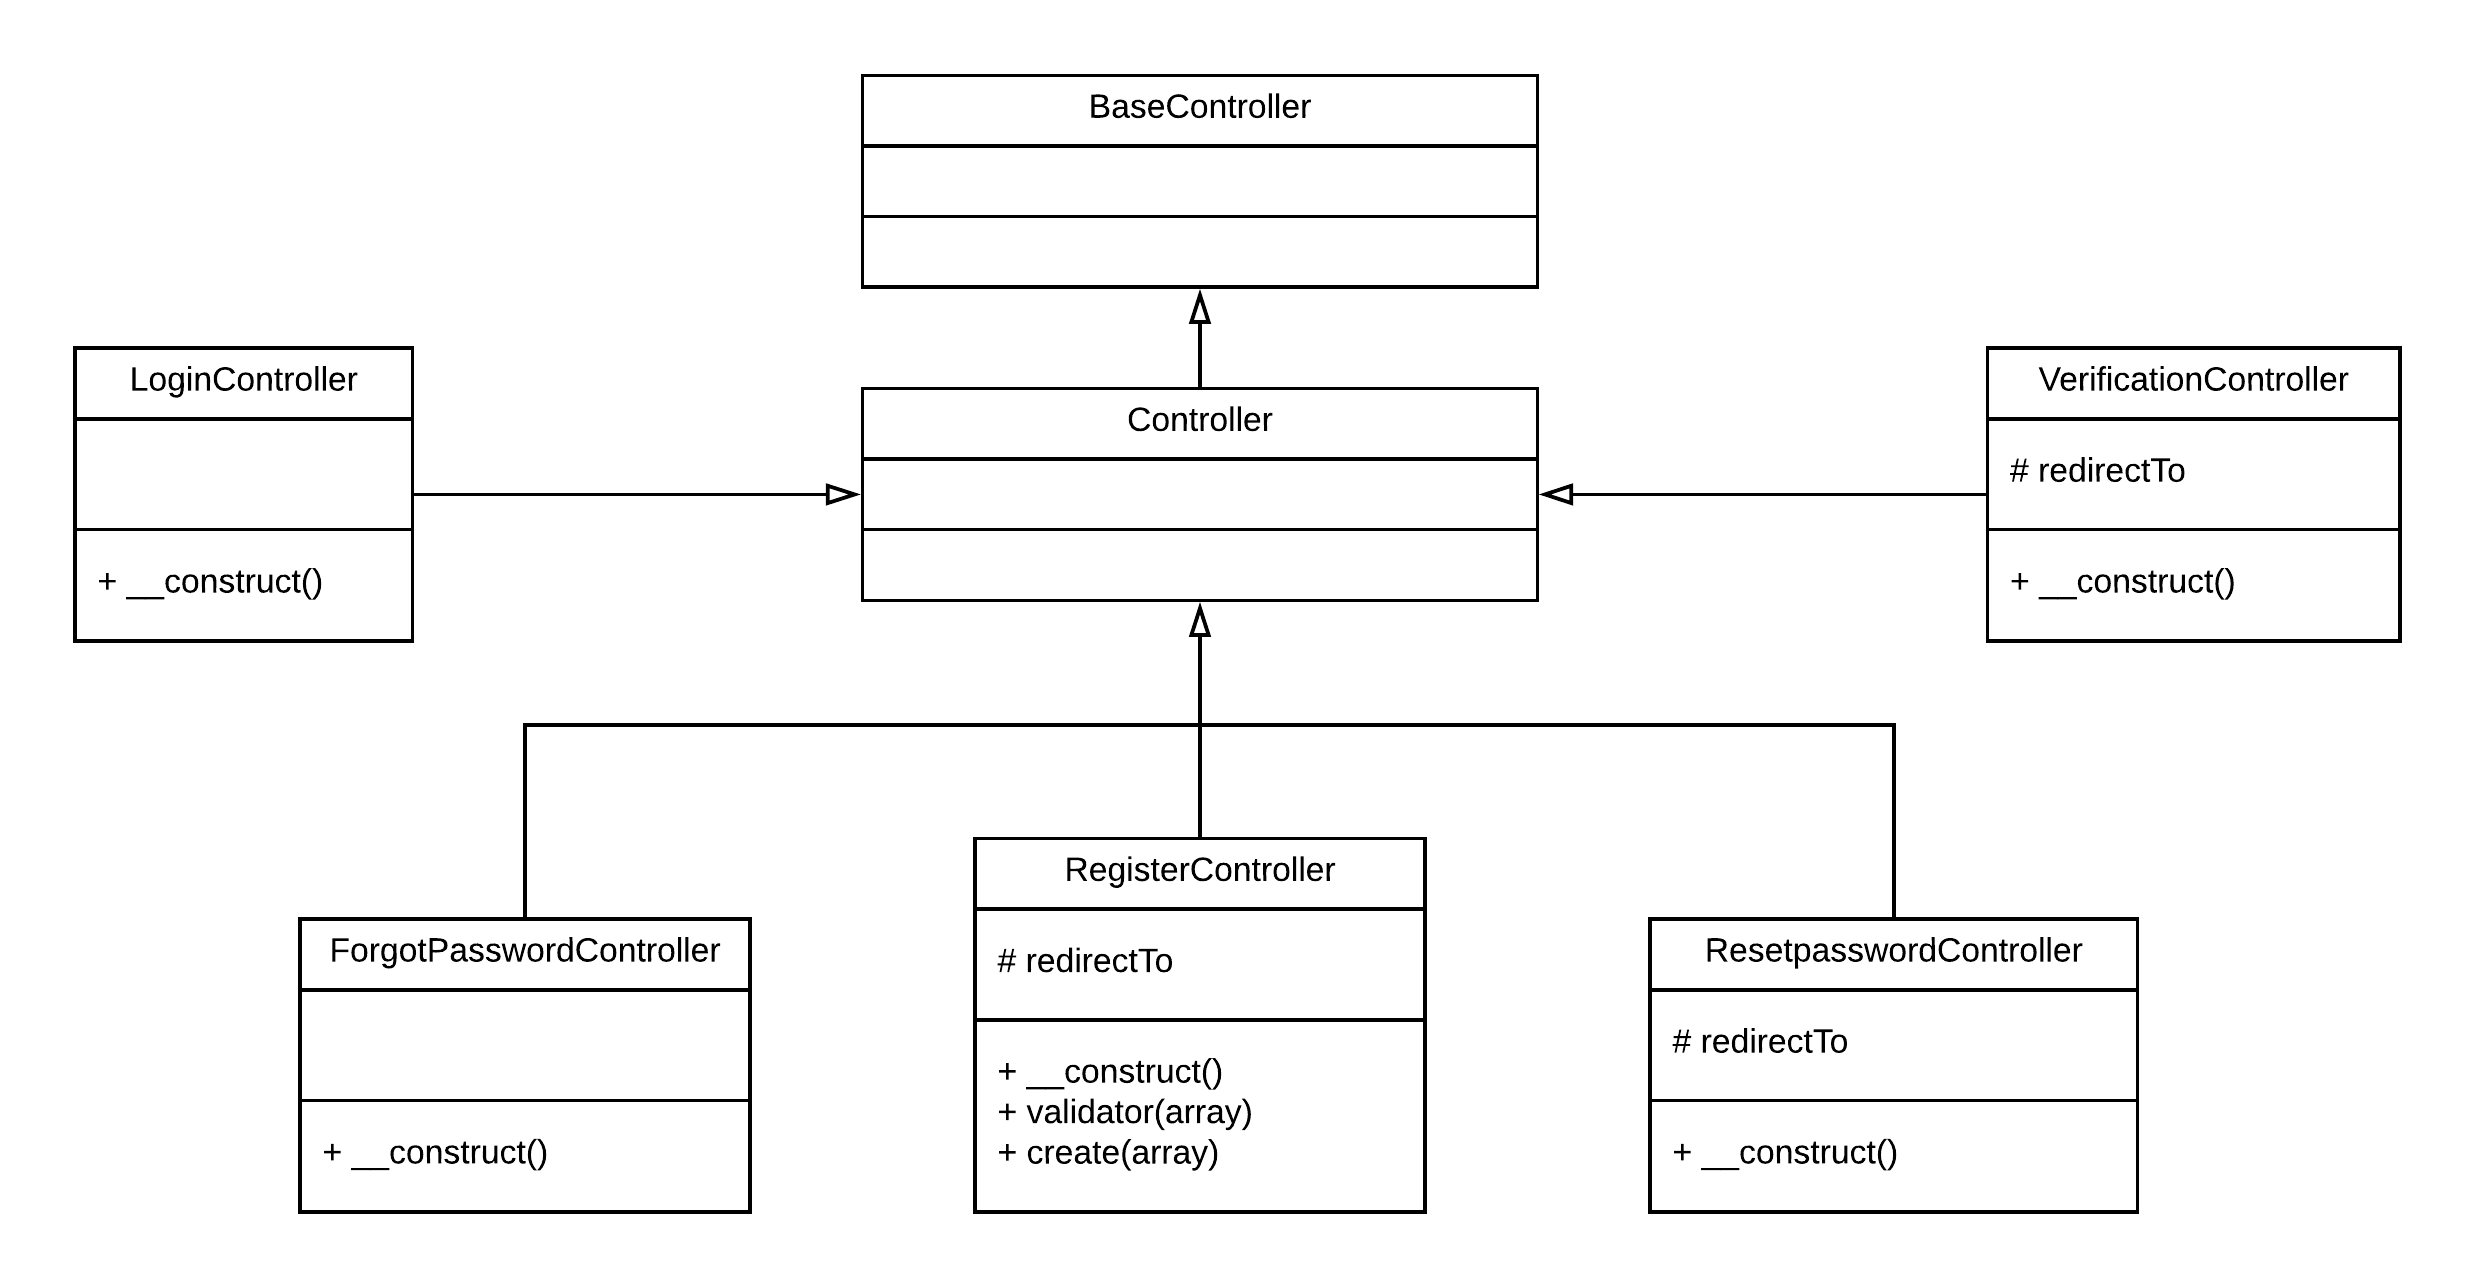 BaseController
LoginController
+ __construct()
Controller
VerificationController
# redirectTo
+ __construct()
ForgotPasswordController
+ __construct()
RegisterController
# redirectTo
+ __construct()
+ validator(array)
+ create(array)
ResetpasswordController
# redirectTo
+ __construct()